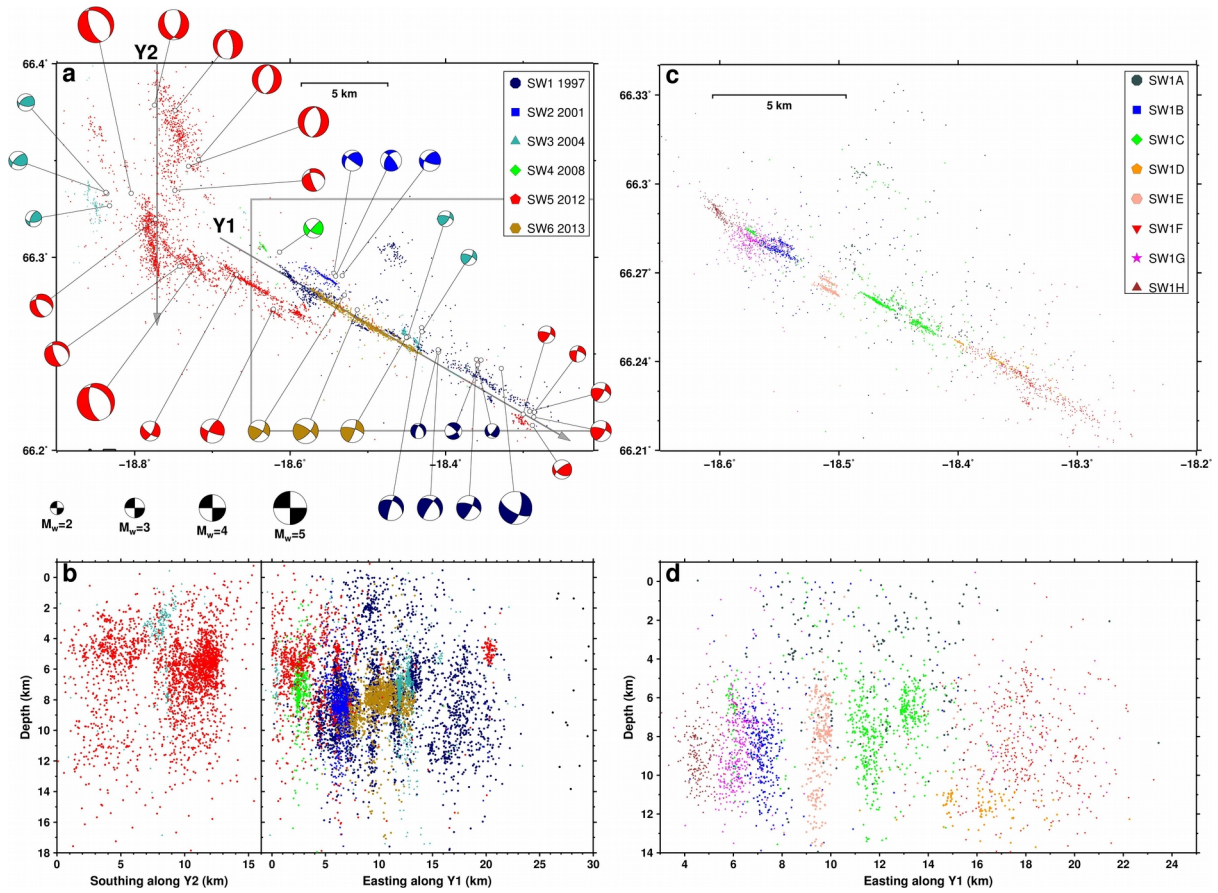 Y2
66.4°
a
5 km
SW1 1997
SW2 2001
SW3 2004
SW4 2008
SW5 2012
SW6 2013
Y1
66.3°
66.2°
−18.8°
−18.6°
−18.4°
Mw=2
Mw=3
Mw=4
Mw=5
c
5 km
SW1A
SW1B
SW1C
SW1D
SW1E
SW1F
SW1G
SW1H
66.33°
66.3°
66.27°
66.24°
66.21°
−18.6°
−18.5°
−18.4°
−18.3°
−18.2°
b
Depth (km)
0
2
4
6
8
10
12
14
16
18
0
5
10
15
0
5
10
15
20
25
30
Southing along Y2 (km)
Easting along Y1 (km)
d
Depth (km)
0
2
4
6
8
10
12
14
4
6
8
10
12
14
16
18
20
22
24
Easting along Y1 (km)